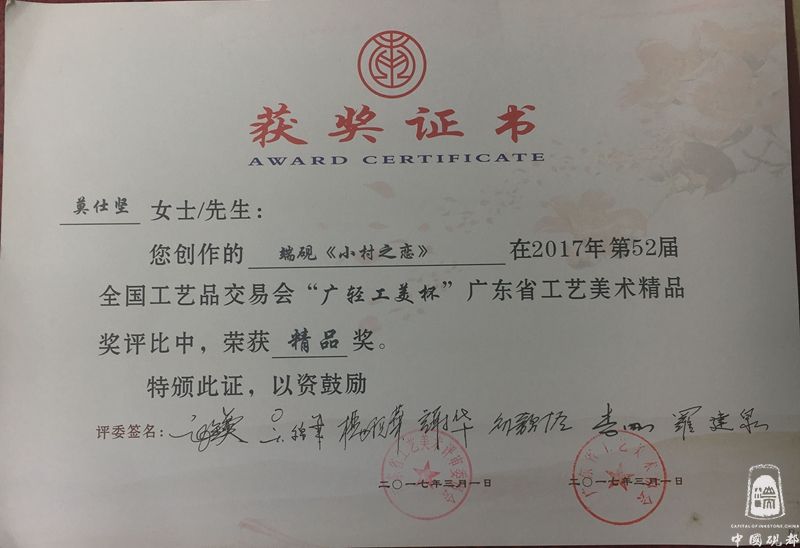 获奖证书
AWARD CERTIFICATE
莫仕坚 女士/先生：
您创作的 端砚《小村之恋》 在2017年第52届
全国工艺品交易会“广轻工美杯”广东省工艺美术精品
奖评比中，荣获 精品 奖。
特颁此证，以资鼓励
评委签名：
二〇一七年三月一日 二〇一七年三月一日
端
CAPITAL OF INKSTONE, CHINA
中國硯都